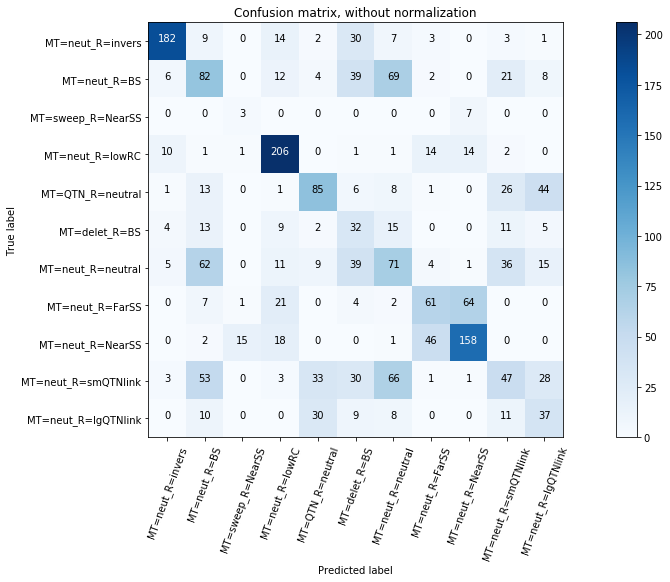 Confusion matrix, without normalization
MT=neut_R=invers 182 9 0 14 2 30 7 3 0 3 1
MT=neut_R=BS 6 82 0 12 4 39 69 2 0 21 8
MT=sweep_R=NearSS 0 0 3 0 0 0 0 0 7 0 0
MT=neut_R=lowRC 10 1 1 206 0 1 1 14 14 2 0
MT=QTN_R=neutral 1 13 0 1 85 6 8 1 0 26 44
MT=delet_R=BS 4 13 0 9 2 32 15 0 0 11 5
MT=neut_R=neutral 5 62 0 11 9 39 71 4 1 36 15
MT=neut_R=FarSS 0 7 1 21 0 4 2 61 64 0 0
MT=neut_R=NearSS 0 2 15 18 0 0 1 46 158 0 0
MT=neut_R=smQTNlink 3 53 0 3 33 30 66 1 1 47 28
MT=neut_R=lgQTNlink 0 10 0 0 30 9 8 0 0 11 37
True label
MT=neut_R=invers
MT=neut_R=BS
MT=sweep_R=NearSS
MT=neut_R=lowRC
MT=QTN_R=neutral
MT=delet_R=BS
MT=neut_R=neutral
MT=neut_R=FarSS
MT=neut_R=NearSS
MT=neut_R=smQTNlink
MT=neut_R=lgQTNlink
Predicted label
200
175
150
125
100
75
50
25
0